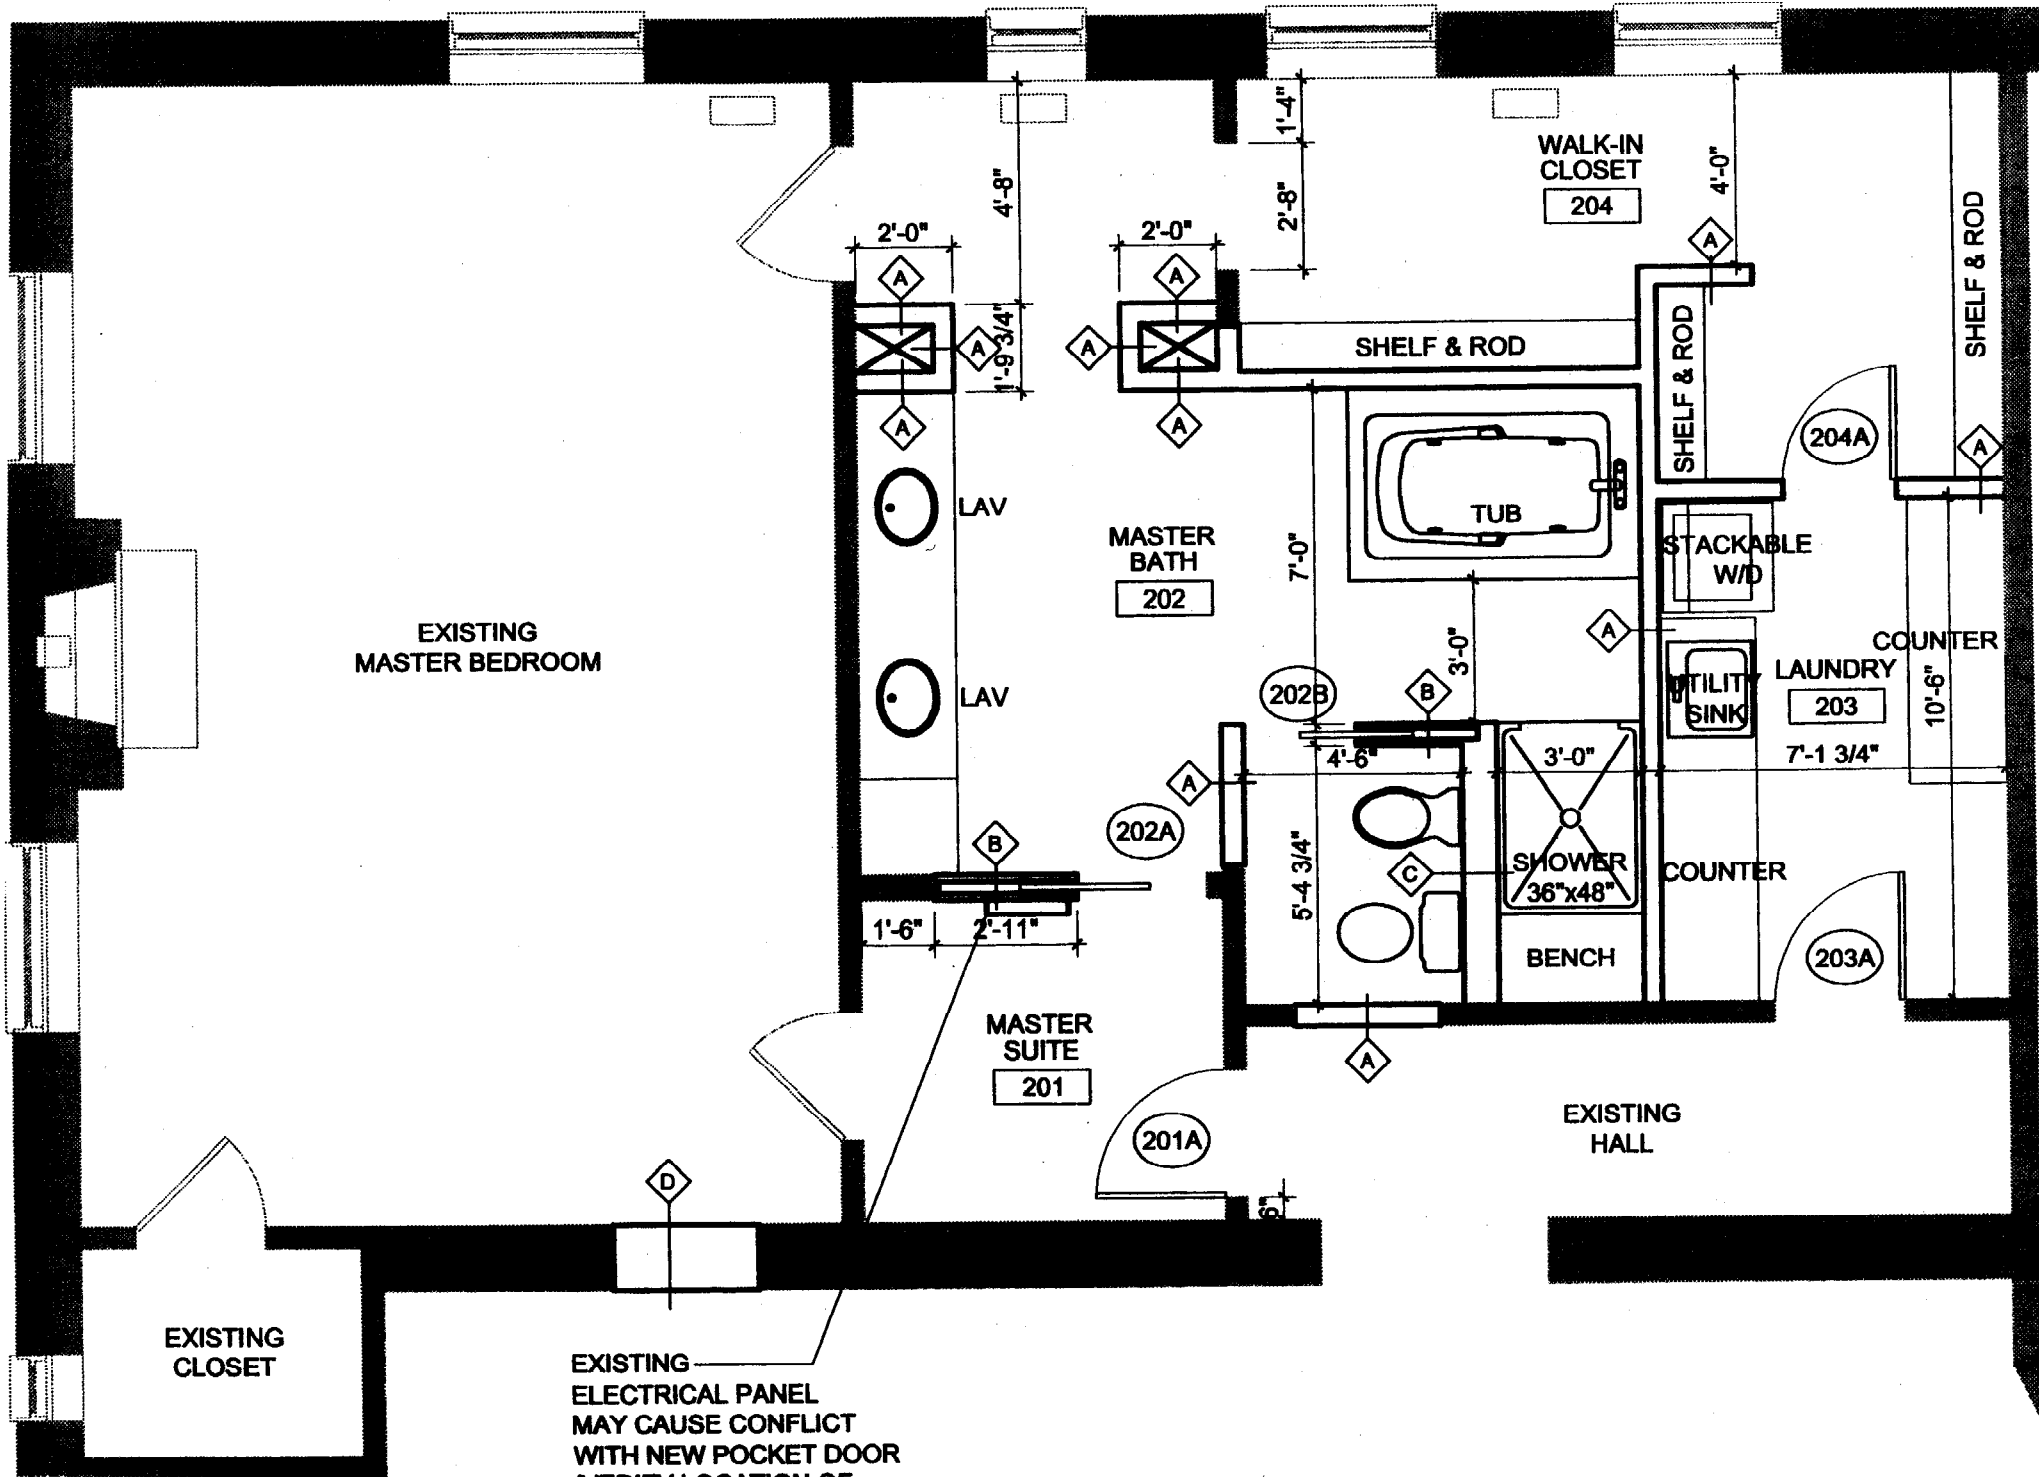 1'-4"
WALK-IN
CLOSET
204
4'-0"
4'-8"
2'-8"
2'-0"
2'-0"
A
A
A
SHELF & ROD
A
A
1'-9 3/4"
SHELF & ROD
SHELF & ROD
A
A
204A
A
LAV
TUB
MASTER
BATH
202
7'-0"
STACKABLE
W/D
EXISTING
MASTER BEDROOM
A
COUNTER
3'-0"
LAV
202B
B
UTILITY
SINK
LAUNDRY
203
10'-6"
4'-6"
3'-0"
7'-1 3/4"
A
202A
B
5'-4 3/4"
C
SHOWER
36"x48"
COUNTER
1'-6"
2'-11"
BENCH
203A
MASTER
SUITE
201
A
EXISTING
HALL
201A
D
6"
EXISTING
CLOSET
EXISTING
ELECTRICAL PANEL
MAY CAUSE CONFLICT
WITH NEW POCKET DOOR